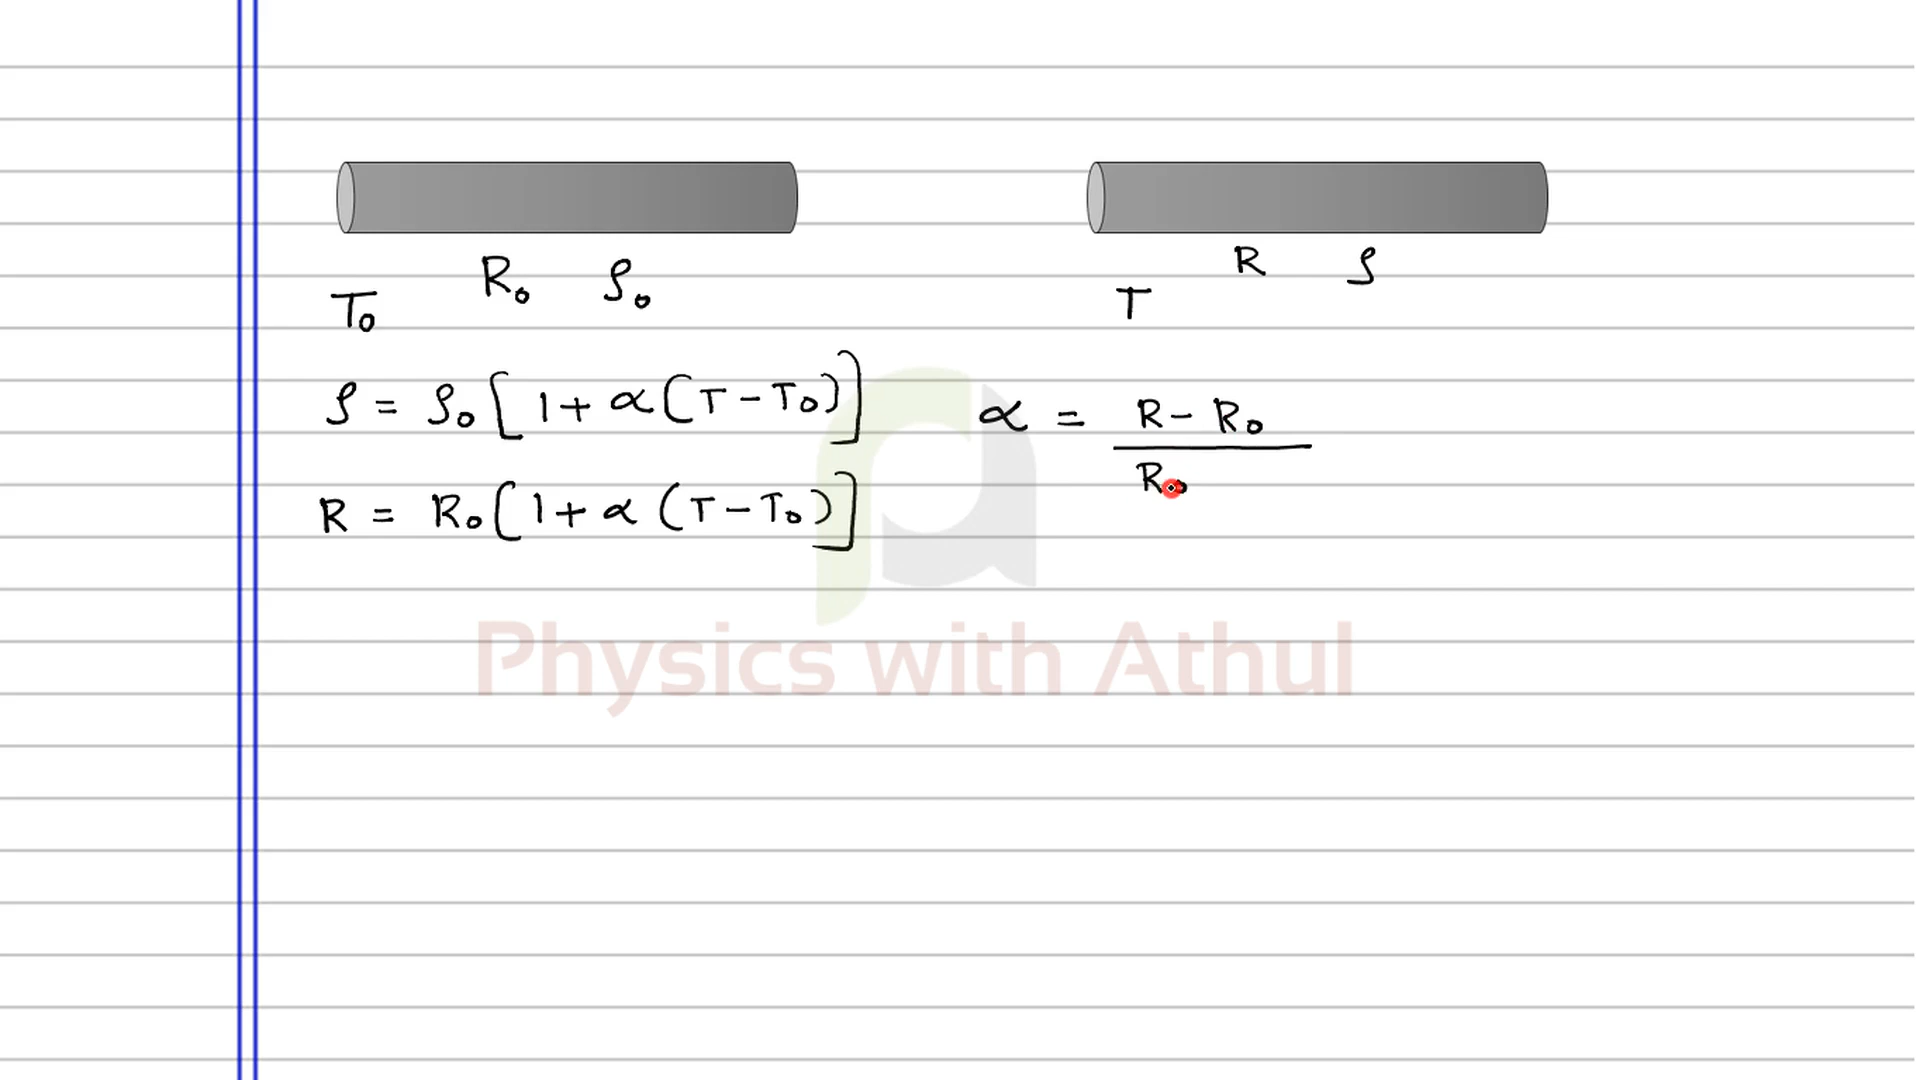 R₀ ρ₀
T₀
R ρ
T
ρ = ρ₀[1+α(T-T₀)]
α = R-R₀
R₀
R = R₀[1+α(T-T₀)]
Physics with Athul